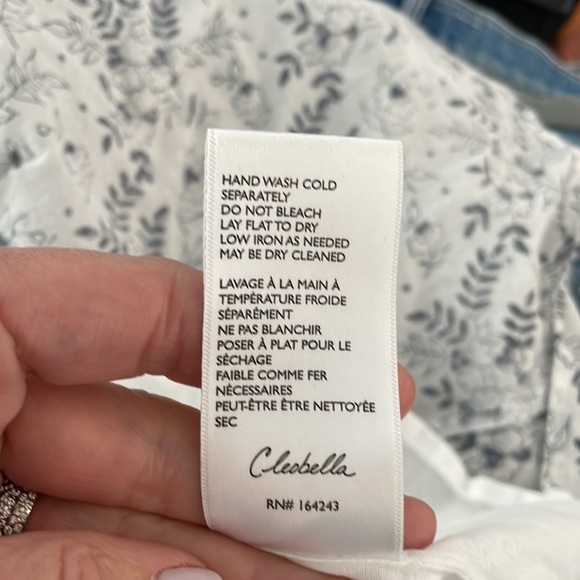 HAND WASH COLD
SEPARATELY
DO NOT BLEACH
LAY FLAT TO DRY
LOW IRON AS NEEDED
MAY BE DRY CLEANED
LAVAGE À LA MAIN À
TEMPÉRATURE FROIDE
SÉPARÉMENT
NE PAS BLANCHIR
POSER À PLAT POUR LE
SÉCHAGE
FAIBLE COMME FER
NÉCESSAIRES
PEUT-ÊTRE ÊTRE NETTOYÉE
SEC
Cleobella
RN# 164243